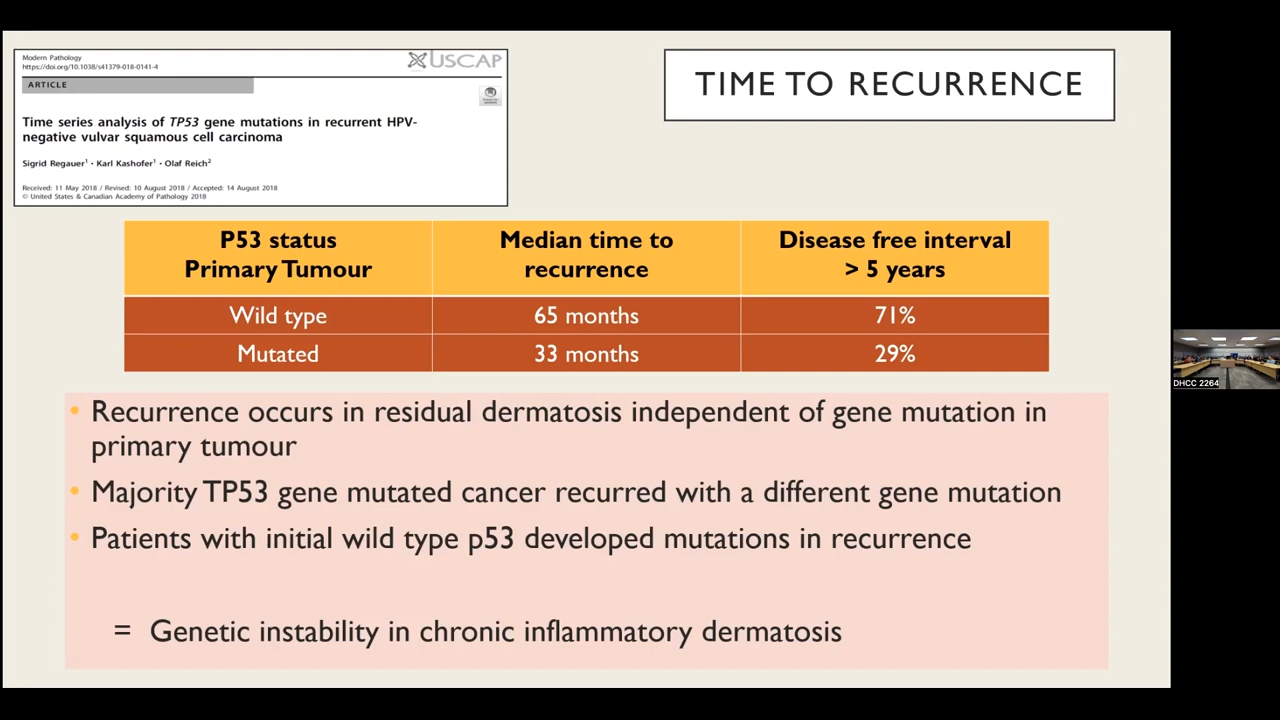 Modern Pathology
https://doi.org/10.1038/s41379-018-0141-4
USCAP
ARTICLE
Time series analysis of TP53 gene mutations in recurrent HPV-
negative vulvar squamous cell carcinoma
Sigrid Regauer¹ · Karl Kashofer¹ · Olaf Reich²
Received: 11 May 2018 / Revised: 10 August 2018 / Accepted: 14 August 2018
© United States & Canadian Academy of Pathology 2018
TIME TO RECURRENCE
P53 status
Primary Tumour
Median time to
recurrence
Disease free interval
> 5 years
Wild type
65 months
71%
Mutated
33 months
29%
• Recurrence occurs in residual dermatosis independent of gene mutation in
primary tumour
• Majority TP53 gene mutated cancer recurred with a different gene mutation
• Patients with initial wild type p53 developed mutations in recurrence
= Genetic instability in chronic inflammatory dermatosis
DHCC 2264